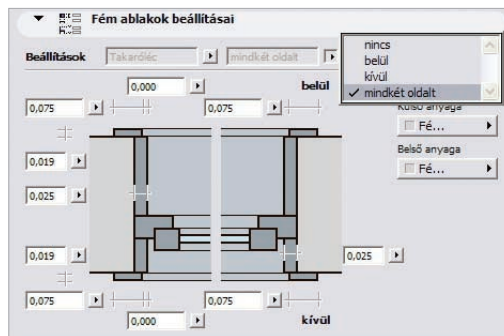 Fém ablakok beállításai
Beállítások Takaróléc mindkét oldalt
nincs
belül
kívül
✓ mindkét oldalt
0,000 belül
0,075 0,075
Külső anyaga
Fé...
0,019
Belső anyaga
Fé...
0,025
0,019 0,025
0,075 0,075
0,000 kívül